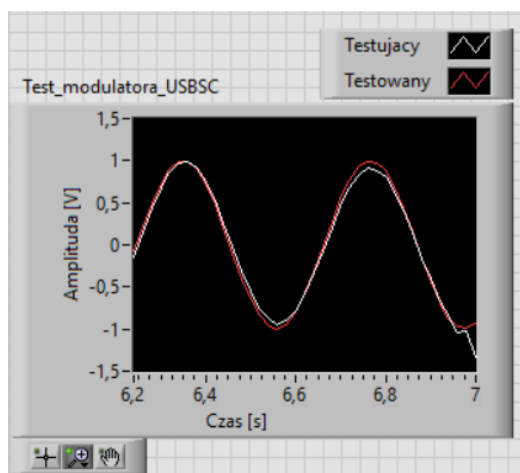 Testujacy
Testowany
Test_modulatora_USBSC
1,5
1
0,5
0
-0,5
-1
-1,5
Amplituda [V]
6,2 6,4 6,6 6,8 7
Czas [s]